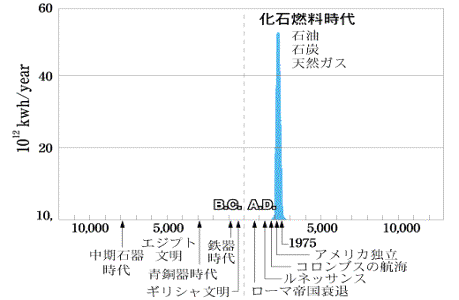 化石燃料時代
石油
石炭
天然ガス
60
40
20
10,
10¹² kwh/year
B.C. A.D.
10,000 5,000 5,000 10,000
1975
中期石器
時代
エジプト
文明
青銅器時代
鉄器
時代
ギリシャ文明
アメリカ独立
コロンブスの航海
ルネッサンス
ローマ帝国衰退